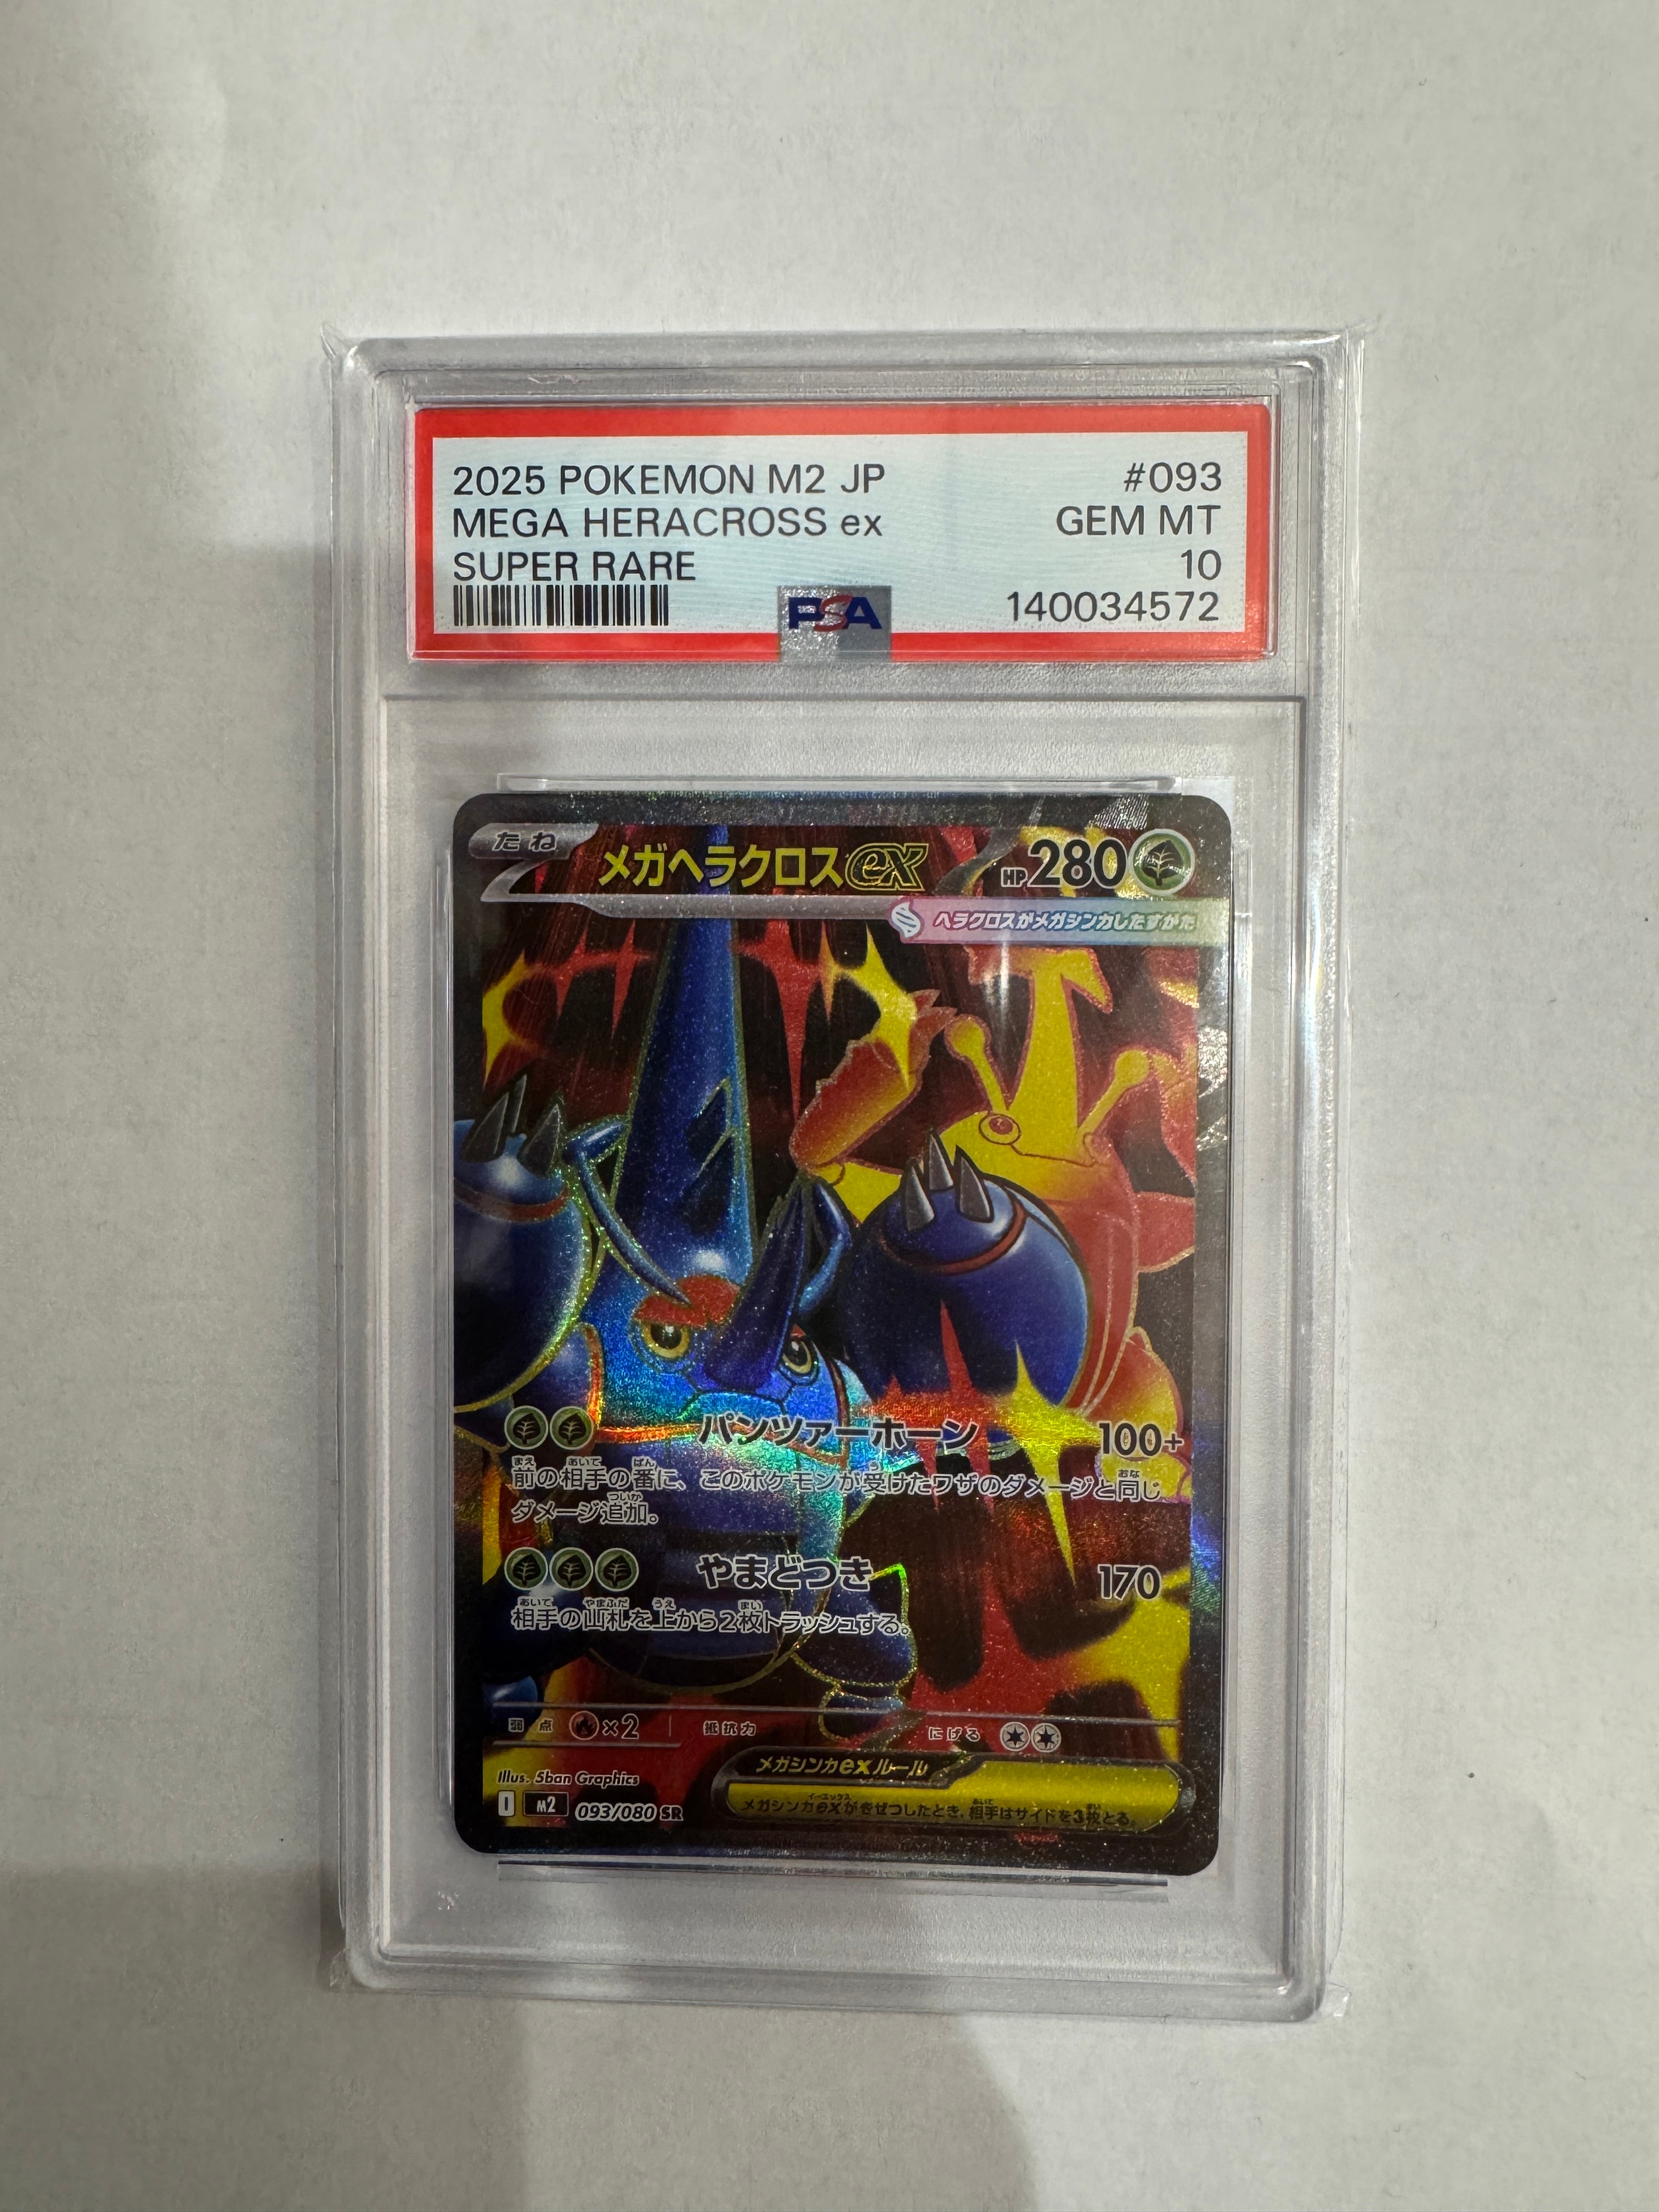 2025 POKEMON M2 JP #093
MEGA HERACROSS ex GEM MT
SUPER RARE 10
PSA 140034572
たね メガヘラクロスex HP280
ヘラクロスがメガシンカしたすがた
パンツァーホーン 100+
前の相手の番に、このポケモンが受けたワザのダメージと同じ
ダメージ追加。
やまどつき 170
相手の山札を上から2枚トラッシュする。
弱点 ×2 抵抗力 にげる
メガシンカexルール
メガシンカexがきぜつしたとき、相手はサイドを3枚とる。
Illus. 5ban Graphics
I M2 093/080 SR